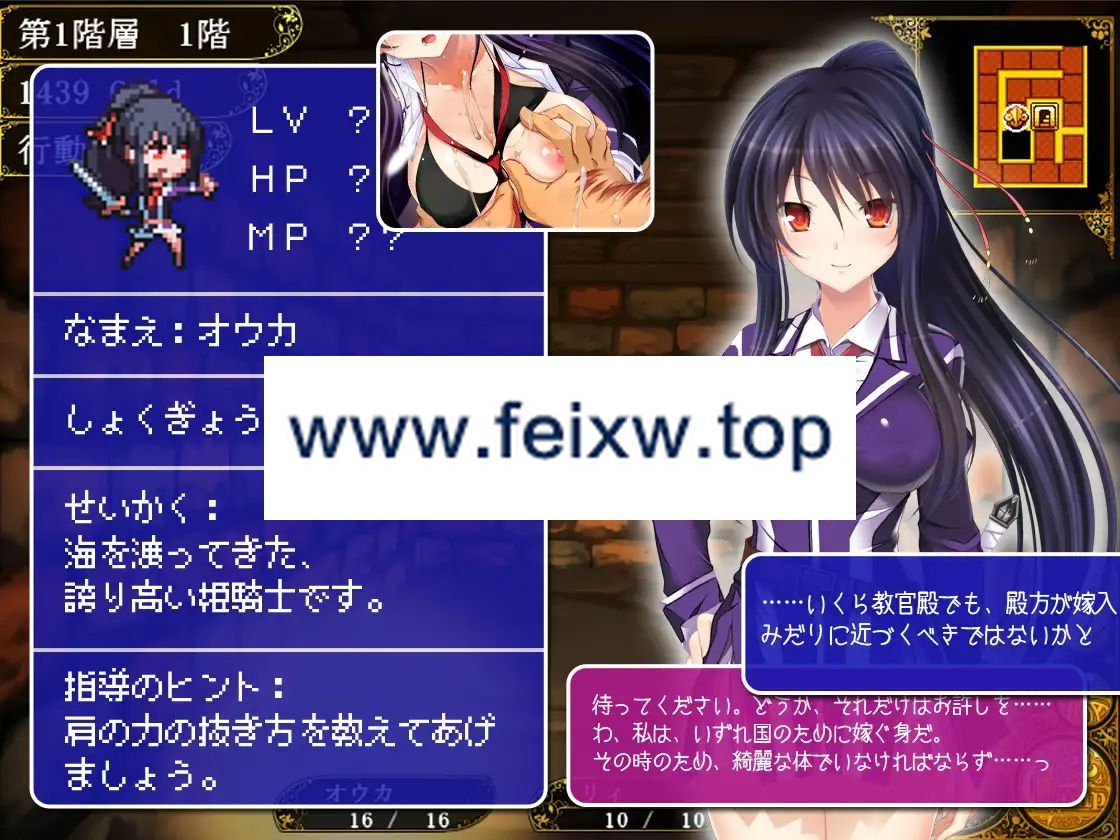 第1階層 1階
1439 Gold
行動
LV ?
HP ?
MP ??
なまえ：オウカ
しょくぎょう
せいかく：
海を渡ってきた、
誇り高い姫騎士です。
指導のヒント：
肩の力の抜き方を教えてあげ
ましょう。
www.feixw.top
……いくら教官殿でも、殿方が嫁入
みだりに近づくべきではないかと
待ってください。どうか、それだけはお許しを……
わ、私は、いずれ国のために嫁ぐ身だ。
その時のため、綺麗な体でいなければならず……っ
オウカ
16 / 16
リィ
10 / 10